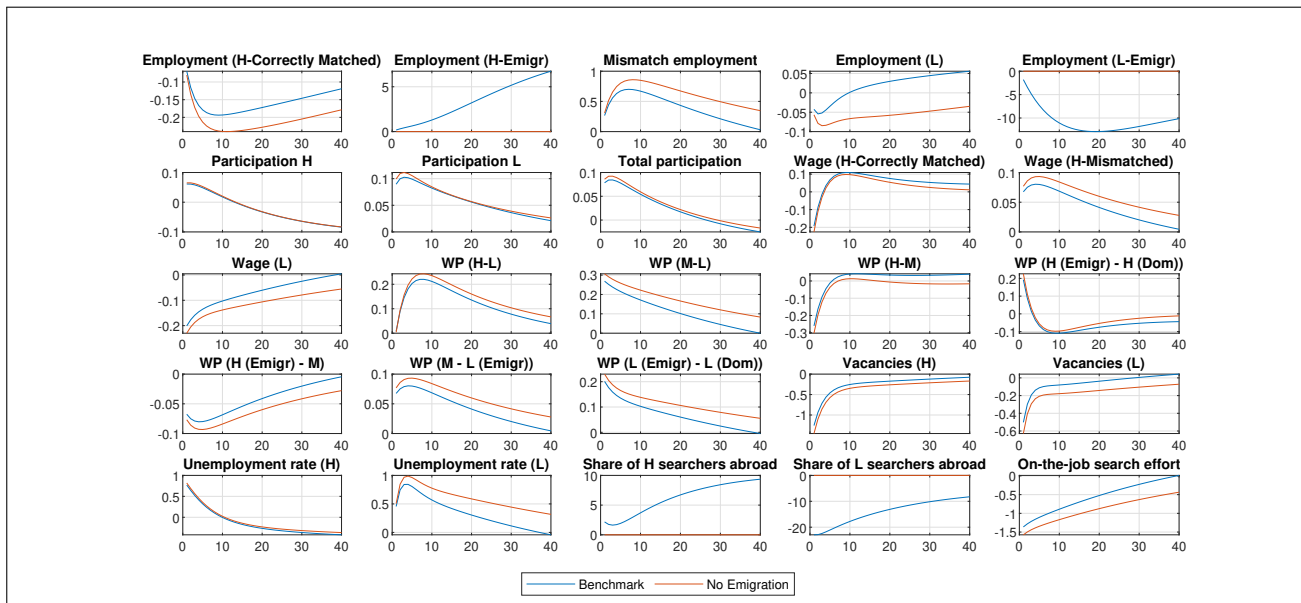 Employment (H-Correctly Matched)
Employment (H-Emigr)
Mismatch employment
Employment (L)
Employment (L-Emigr)
-0.1
-0.15
-0.2
0 10 20 30 40
5
0
0 10 20 30 40
1
0.5
0
0 10 20 30 40
0.05
0
-0.05
-0.1
0 10 20 30 40
0
-5
-10
0 10 20 30 40
Participation H
Participation L
Total participation
Wage (H-Correctly Matched)
Wage (H-Mismatched)
0.1
0
-0.1
0 10 20 30 40
0.1
0.05
0
0 10 20 30 40
0.1
0.05
0
0 10 20 30 40
0.1
0
-0.1
-0.2
0 10 20 30 40
0.1
0.05
0
0 10 20 30 40
Wage (L)
WP (H-L)
WP (M-L)
WP (H-M)
WP (H (Emigr) - H (Dom))
0
-0.1
-0.2
0 10 20 30 40
0.2
0.1
0
0 10 20 30 40
0.3
0.2
0.1
0
0 10 20 30 40
0
-0.1
-0.2
-0.3
0 10 20 30 40
0.2
0.1
0
-0.1
0 10 20 30 40
WP (H (Emigr) - M)
WP (M - L (Emigr))
WP (L (Emigr) - L (Dom))
Vacancies (H)
Vacancies (L)
0
-0.05
-0.1
0 10 20 30 40
0.1
0.05
0
0 10 20 30 40
0.2
0.1
0
0 10 20 30 40
0
-0.5
-1
0 10 20 30 40
0
-0.2
-0.4
-0.6
0 10 20 30 40
Unemployment rate (H)
Unemployment rate (L)
Share of H searchers abroad
Share of L searchers abroad
On-the-job search effort
1
0.5
0
0 10 20 30 40
1
0.5
0
0 10 20 30 40
10
5
0
0 10 20 30 40
-10
-20
0 10 20 30 40
0
-0.5
-1
-1.5
0 10 20 30 40
Benchmark
No Emigration